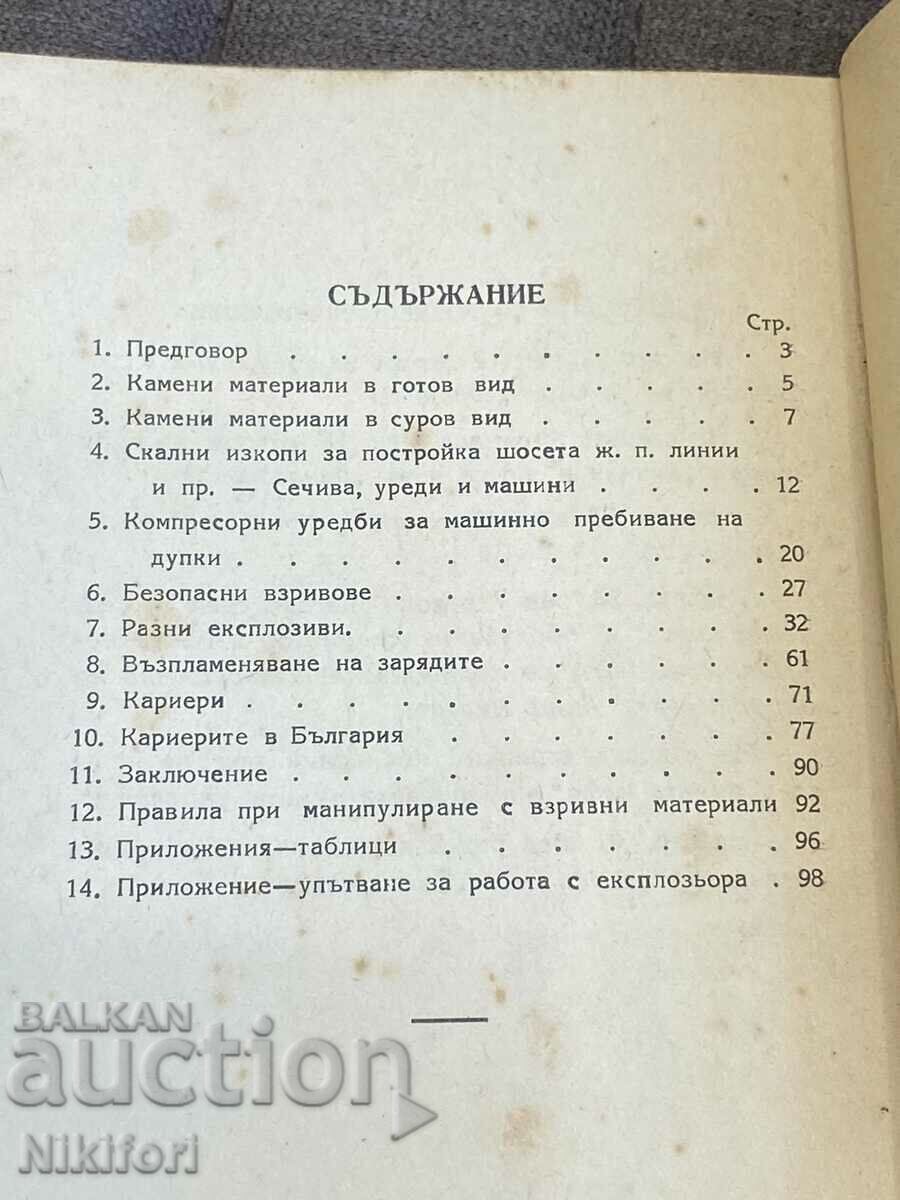 СЪДЪРЖАНИЕ
Стр.
1. Предговор . . . . . . . . . . 3
2. Камени материали в готов вид . . . . . 5
3. Камени материали в суров вид . . . . . 7
4. Скални изкопи за постройка шосета ж. п. линии
и пр. — Сечива, уреди и машини . . . . 12
5. Компресорни уредби за машинно пребиване на
дупки . . . . . . . . . . . 20
6. Безопасни взривове . . . . . . . . 27
7. Разни експлозиви. . . . . . . . . 32
8. Възпламеняване на зарядите . . . . . . 61
9. Кариери . . . . . . . . . . . 71
10. Кариерите в България . . . . . . . 77
11. Заключение . . . . . . . . . . 90
12. Правила при манипулиране с взривни материали 92
13. Приложения—таблици . . . . . . . 96
14. Приложение—упътване за работа с експлозьора . 98
BALKAN
auction
Nikifori